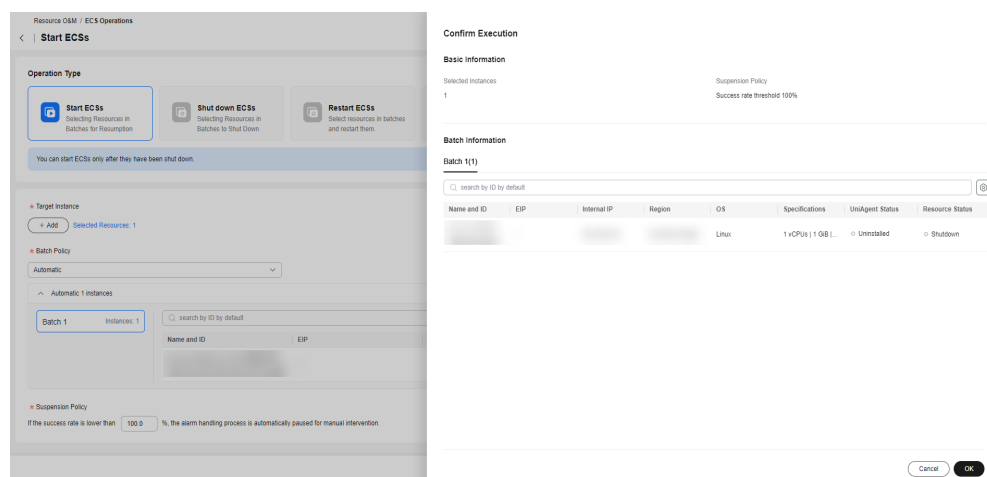 Resource O&M / ECS Operations
Start ECSs
Operation Type
Start ECSs
Selecting Resources in
Batches for Resumption
Shut down ECSs
Selecting Resources in
Batches to Shut Down
Restart ECSs
Select resources in batches
and restart them.
You can start ECSs only after they have been shut down.
* Target Instance
+ Add Selected Resources: 1
* Batch Policy
Automatic
Automatic 1 instances
Batch 1 Instances: 1
search by ID by default
Name and ID EIP
* Suspension Policy
If the success rate is lower than 100.0 %, the alarm handling process is automatically paused for manual intervention.
Confirm Execution
Basic Information
Selected Instances Suspension Policy
1 Success rate threshold 100%
Batch Information
Batch 1(1)
search by ID by default
Name and ID EIP Internal IP Region OS Specifications UniAgent Status Resource Status
Linux 1 vCPUs | 1 GiB |... Uninstalled Shutdown
Cancel OK